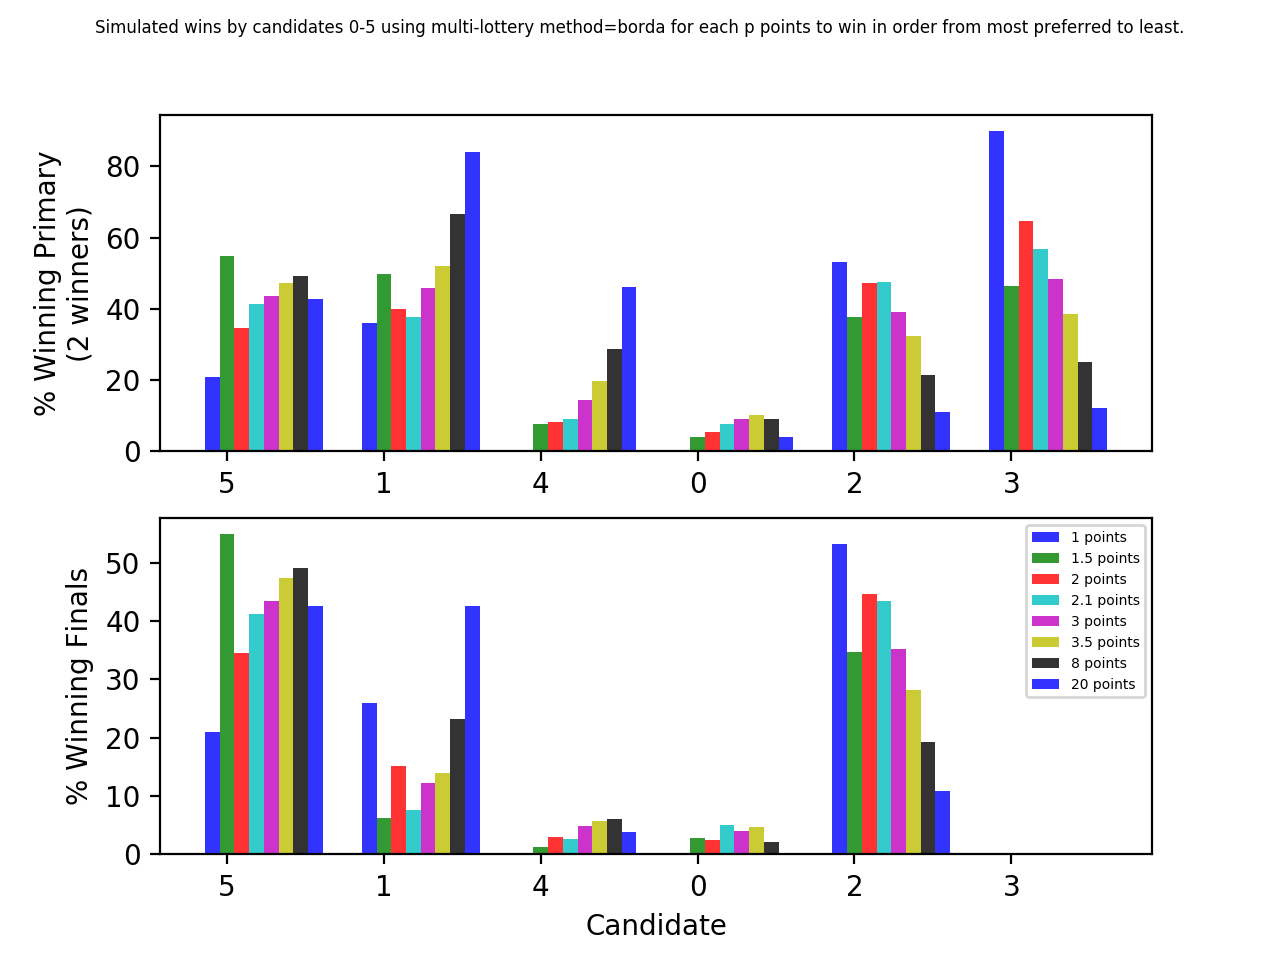 Simulated wins by candidates 0-5 using multi-lottery method=borda for each p points to win in order from most preferred to least.
% Winning Primary
(2 winners)
80
60
40
20
0
5 1 4 0 2 3
% Winning Finals
50
40
30
20
10
0
1 points
1.5 points
2 points
2.1 points
3 points
3.5 points
8 points
20 points
5 1 4 0 2 3
Candidate